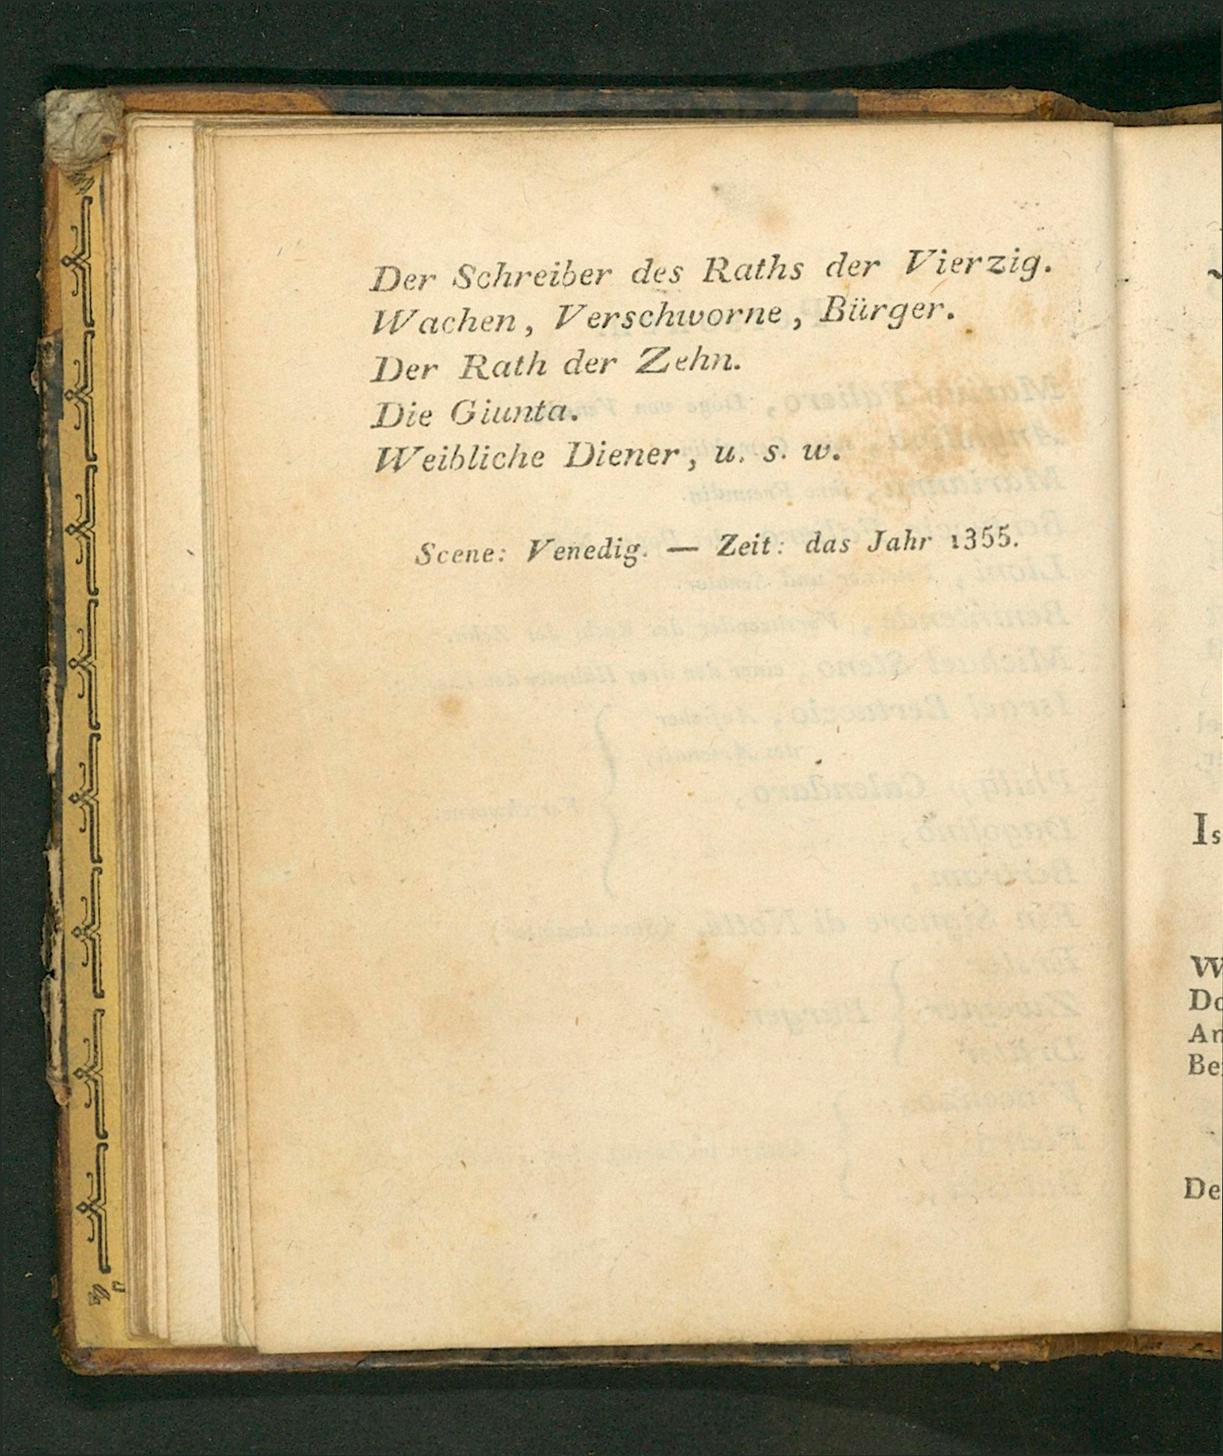 Der Schreiber des Raths der Vierzig.
Wachen, Verschworne, Bürger.
Der Rath der Zehn.
Die Giunta.
Weibliche Diener, u. s. w.
Scene: Venedig. — Zeit: das Jahr 1355.